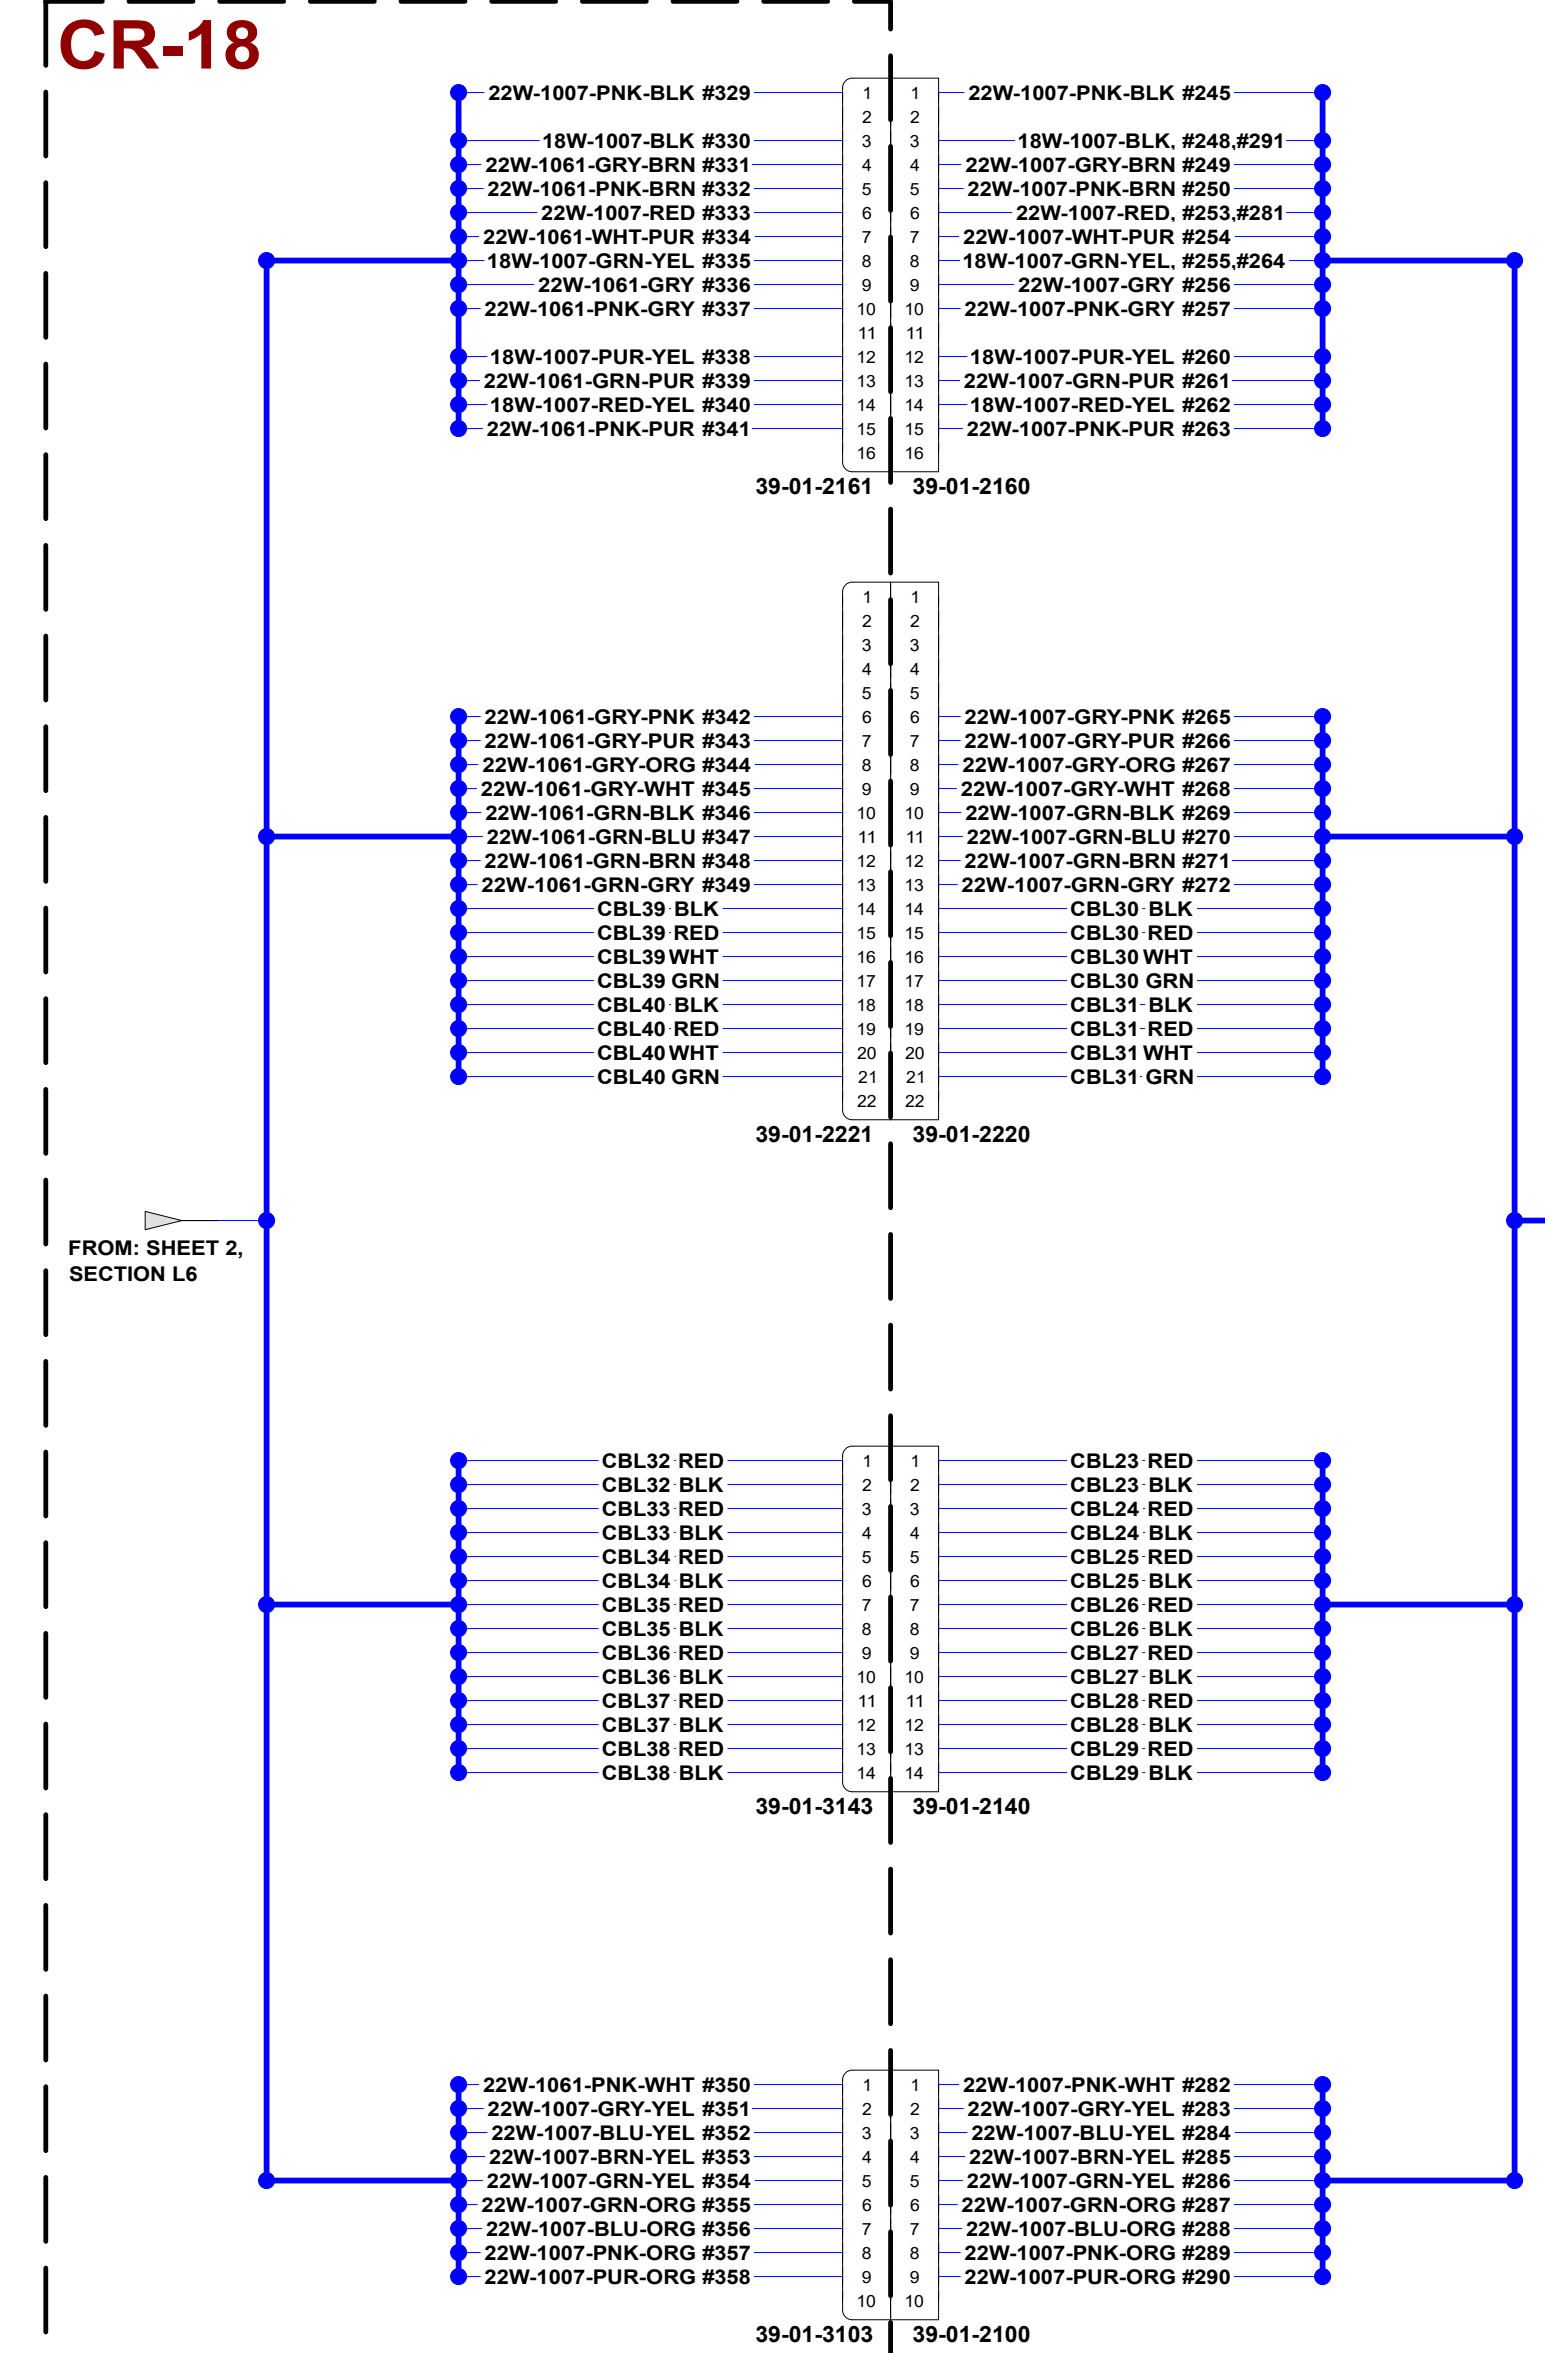 CR-18
22W-1007-PNK-BLK #329 1 1 22W-1007-PNK-BLK #245
2 2
18W-1007-BLK #330 3 3 18W-1007-BLK, #248,#291
22W-1061-GRY-BRN #331 4 4 22W-1007-GRY-BRN #249
22W-1061-PNK-BRN #332 5 5 22W-1007-PNK-BRN #250
22W-1007-RED #333 6 6 22W-1007-RED, #253,#281
22W-1061-WHT-PUR #334 7 7 22W-1007-WHT-PUR #254
18W-1007-GRN-YEL #335 8 8 18W-1007-GRN-YEL, #255,#264
22W-1061-GRY #336 9 9 22W-1007-GRY #256
22W-1061-PNK-GRY #337 10 10 22W-1007-PNK-GRY #257
11 11
18W-1007-PUR-YEL #338 12 12 18W-1007-PUR-YEL #260
22W-1061-GRN-PUR #339 13 13 22W-1007-GRN-PUR #261
18W-1007-RED-YEL #340 14 14 18W-1007-RED-YEL #262
22W-1061-PNK-PUR #341 15 15 22W-1007-PNK-PUR #263
16 16
39-01-2161 39-01-2160
1 1
2 2
3 3
4 4
5 5
22W-1061-GRY-PNK #342 6 6 22W-1007-GRY-PNK #265
22W-1061-GRY-PUR #343 7 7 22W-1007-GRY-PUR #266
22W-1061-GRY-ORG #344 8 8 22W-1007-GRY-ORG #267
22W-1061-GRY-WHT #345 9 9 22W-1007-GRY-WHT #268
22W-1061-GRN-BLK #346 10 10 22W-1007-GRN-BLK #269
22W-1061-GRN-BLU #347 11 11 22W-1007-GRN-BLU #270
22W-1061-GRN-BRN #348 12 12 22W-1007-GRN-BRN #271
22W-1061-GRN-GRY #349 13 13 22W-1007-GRN-GRY #272
CBL39 BLK 14 14 CBL30 BLK
CBL39 RED 15 15 CBL30 RED
CBL39 WHT 16 16 CBL30 WHT
CBL39 GRN 17 17 CBL30 GRN
CBL40 BLK 18 18 CBL31 BLK
CBL40 RED 19 19 CBL31 RED
CBL40 WHT 20 20 CBL31 WHT
CBL40 GRN 21 21 CBL31 GRN
22 22
39-01-2221 39-01-2220
FROM: SHEET 2,
SECTION L6
CBL32 RED 1 1 CBL23 RED
CBL32 BLK 2 2 CBL23 BLK
CBL33 RED 3 3 CBL24 RED
CBL33 BLK 4 4 CBL24 BLK
CBL34 RED 5 5 CBL25 RED
CBL34 BLK 6 6 CBL25 BLK
CBL35 RED 7 7 CBL26 RED
CBL35 BLK 8 8 CBL26 BLK
CBL36 RED 9 9 CBL27 RED
CBL36 BLK 10 10 CBL27 BLK
CBL37 RED 11 11 CBL28 RED
CBL37 BLK 12 12 CBL28 BLK
CBL38 RED 13 13 CBL29 RED
CBL38 BLK 14 14 CBL29 BLK
39-01-3143 39-01-2140
22W-1061-PNK-WHT #350 1 1 22W-1007-PNK-WHT #282
22W-1007-GRY-YEL #351 2 2 22W-1007-GRY-YEL #283
22W-1007-BLU-YEL #352 3 3 22W-1007-BLU-YEL #284
22W-1007-BRN-YEL #353 4 4 22W-1007-BRN-YEL #285
22W-1007-GRN-YEL #354 5 5 22W-1007-GRN-YEL #286
22W-1007-GRN-ORG #355 6 6 22W-1007-GRN-ORG #287
22W-1007-BLU-ORG #356 7 7 22W-1007-BLU-ORG #288
22W-1007-PNK-ORG #357 8 8 22W-1007-PNK-ORG #289
22W-1007-PUR-ORG #358 9 9 22W-1007-PUR-ORG #290
10 10
39-01-3103 39-01-2100